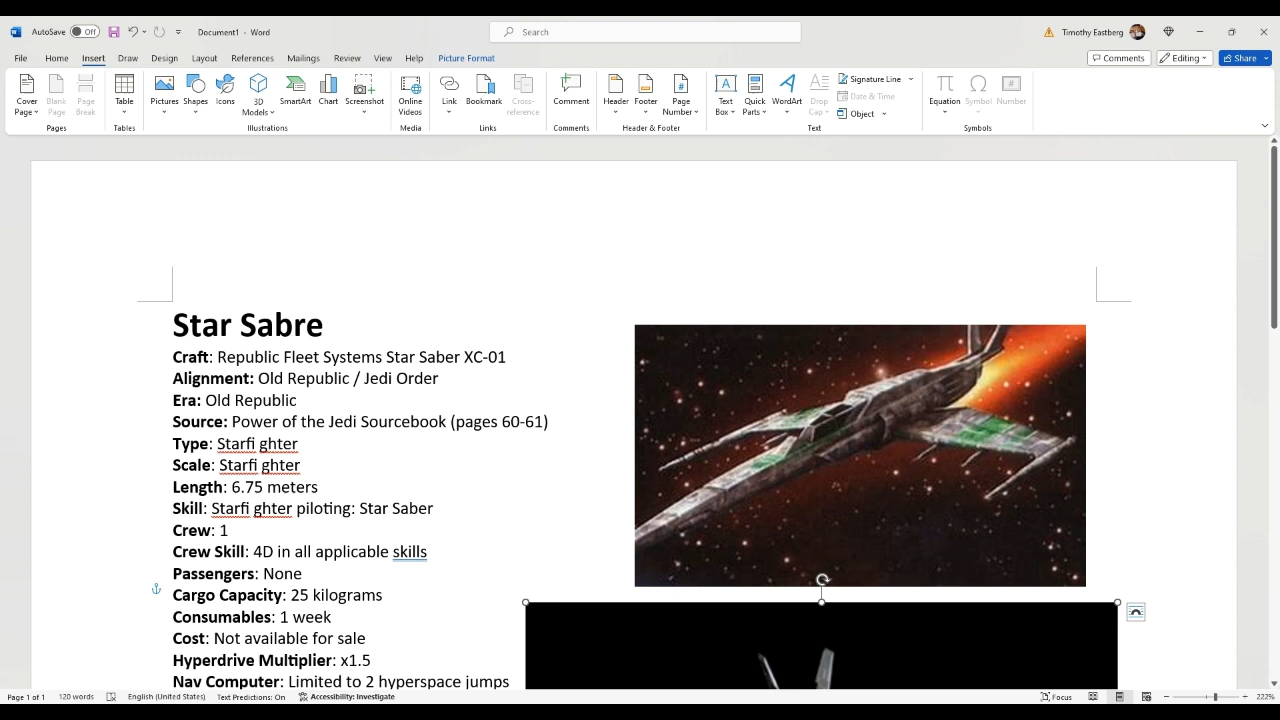 AutoSave Off Document1 - Word Search Timothy Eastberg
File Home Insert Draw Design Layout References Mailings Review View Help Picture Format Comments Editing Share
Cover Page Blank Page Page Break Table Pictures Shapes Icons 3D Models SmartArt Chart Screenshot Online Videos Link Bookmark Cross-reference Comment Header Footer Page Number Text Box Quick Parts WordArt Drop Cap Signature Line Date & Time Object Equation Symbol Number
Pages Tables Illustrations Media Links Comments Header & Footer Text Symbols
Star Sabre
Craft: Republic Fleet Systems Star Saber XC-01
Alignment: Old Republic / Jedi Order
Era: Old Republic
Source: Power of the Jedi Sourcebook (pages 60-61)
Type: Starfi ghter
Scale: Starfi ghter
Length: 6.75 meters
Skill: Starfi ghter piloting: Star Saber
Crew: 1
Crew Skill: 4D in all applicable skills
Passengers: None
Cargo Capacity: 25 kilograms
Consumables: 1 week
Cost: Not available for sale
Hyperdrive Multiplier: x1.5
Nav Computer: Limited to 2 hyperspace jumps
Page 1 of 1 120 words English (United States) Text Predictions: On Accessibility: Investigate Focus 222%